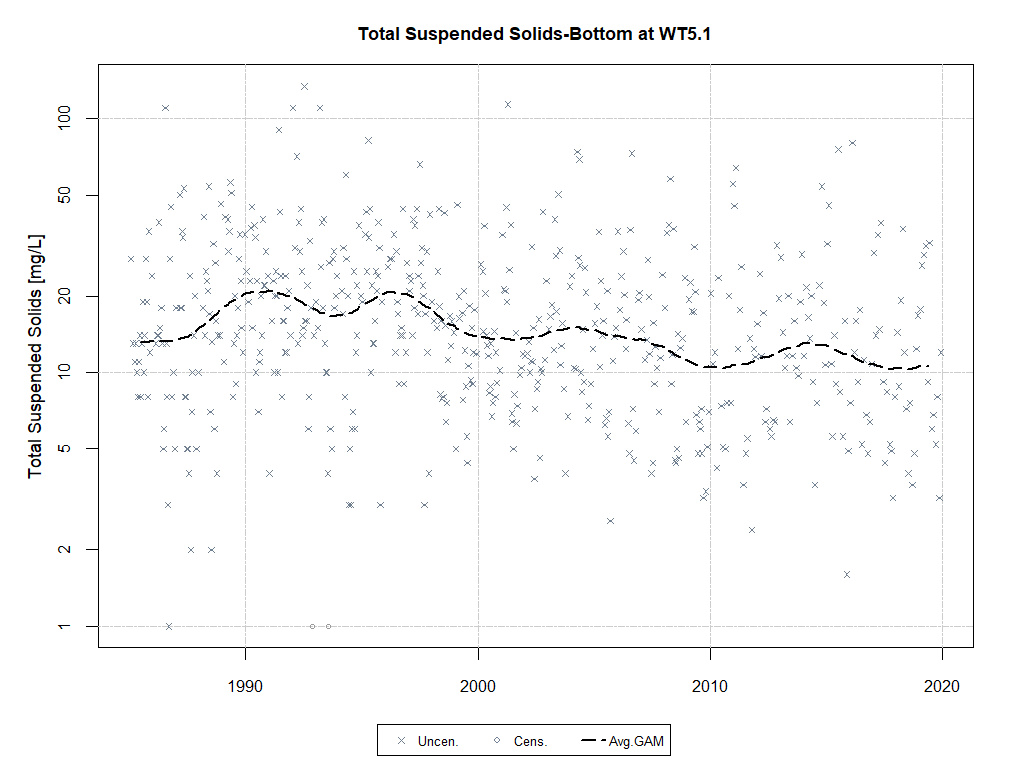 Total Suspended Solids-Bottom at WT5.1
Total Suspended Solids [mg/L]
100
50
20
10
5
2
1
1990 2000 2010 2020
Uncen. Cens. Avg.GAM